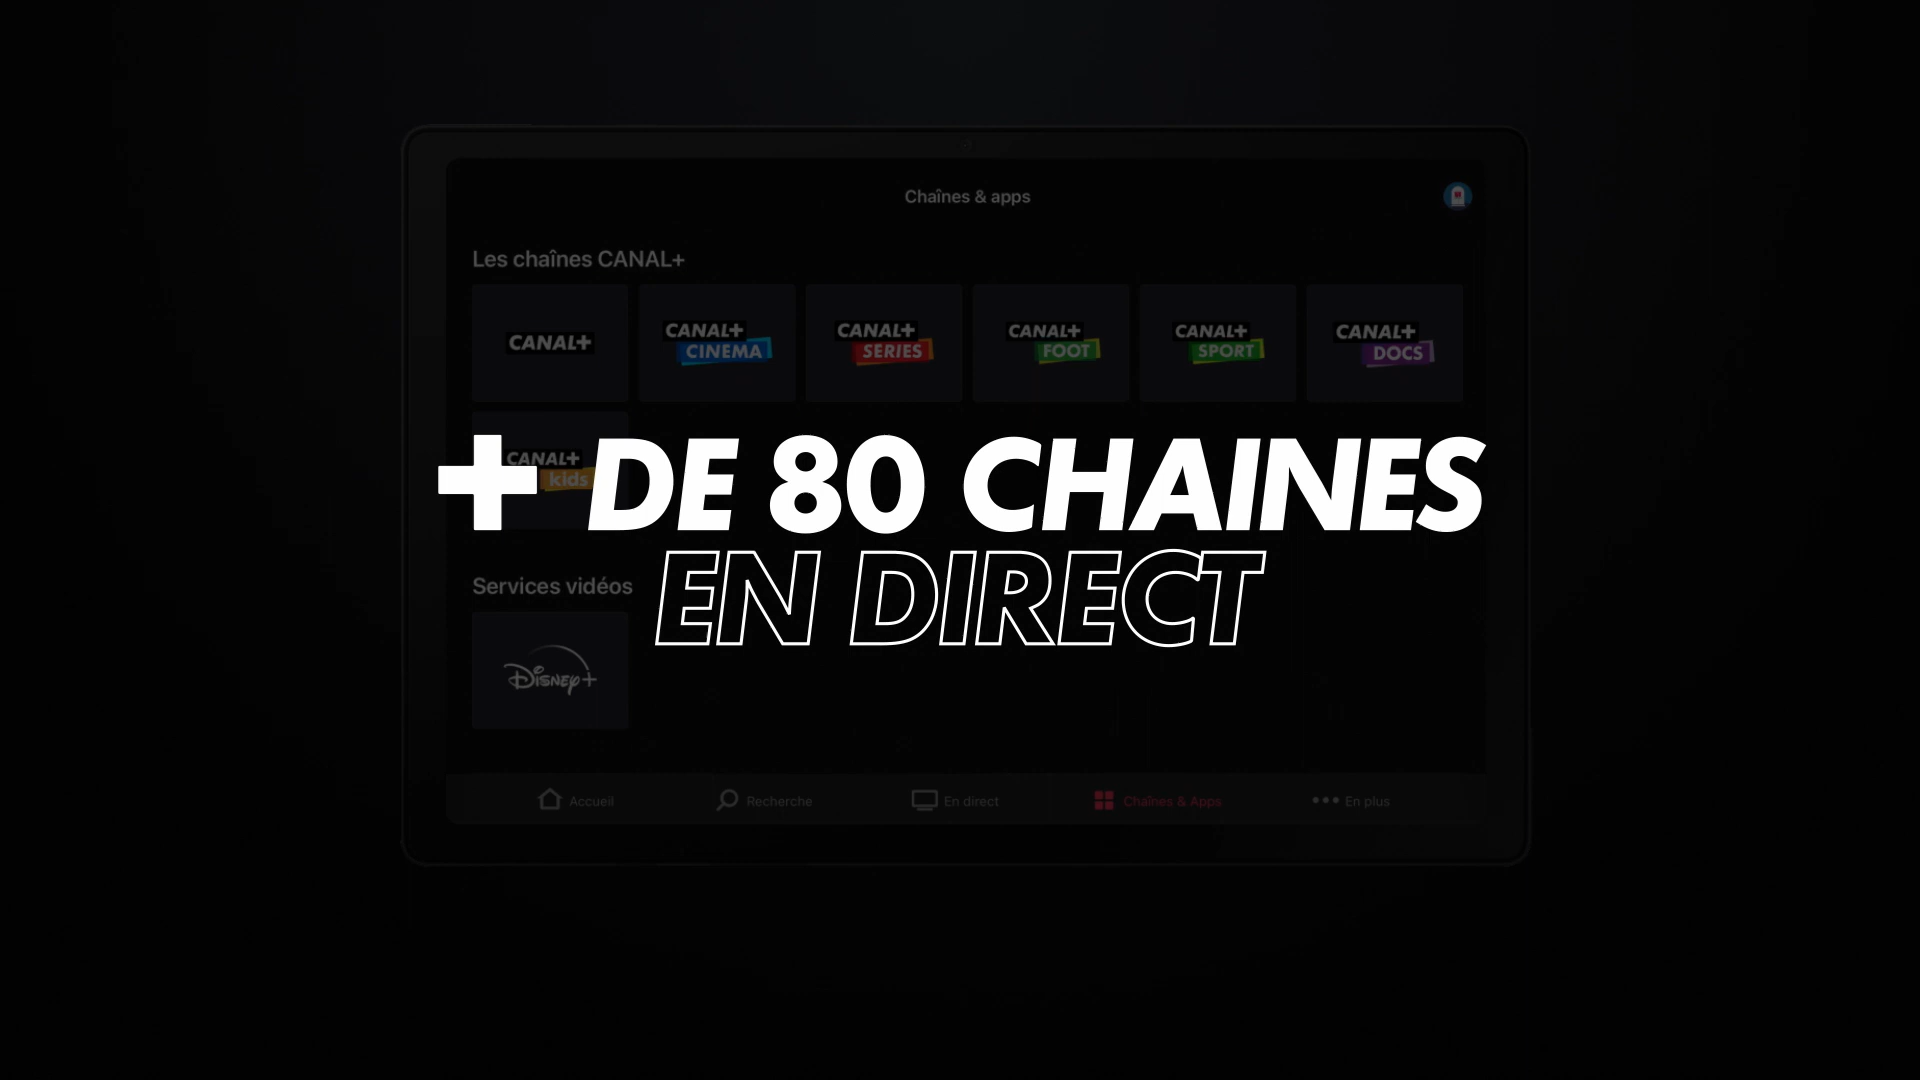 Chaînes & apps
Les chaînes CANAL+
CANAL+
CANAL+ CINEMA
CANAL+ SERIES
CANAL+ FOOT
CANAL+ SPORT
CANAL+ DOCS
CANAL+ kids
+ DE 80 CHAINES
EN DIRECT
Services vidéos
Disney+
Accueil
Recherche
En direct
Chaînes & Apps
En plus